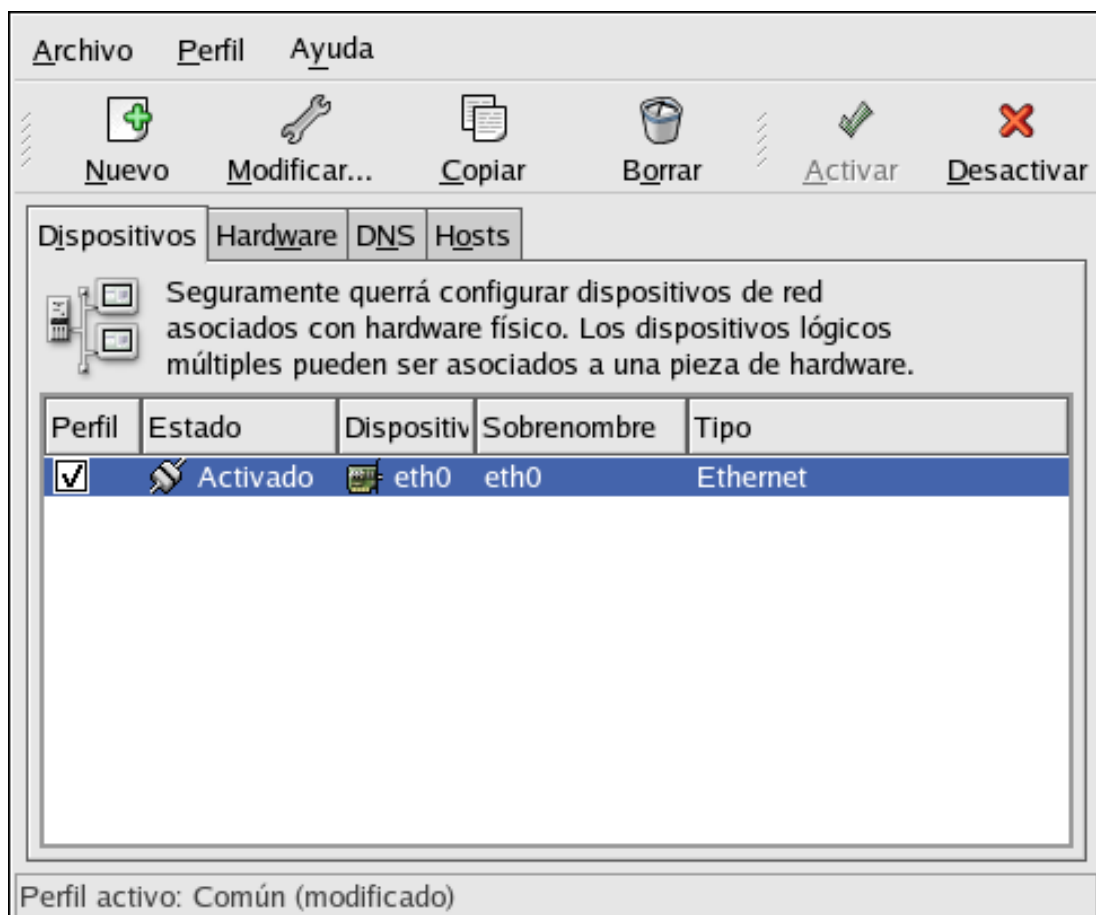 Archivo Perfil Ayuda
Nuevo Modificar... Copiar Borrar Activar Desactivar
Dispositivos Hardware DNS Hosts
Seguramente querrá configurar dispositivos de red
asociados con hardware físico. Los dispositivos lógicos
múltiples pueden ser asociados a una pieza de hardware.
Perfil Estado Dispositiv Sobrenombre Tipo
Activado eth0 eth0 Ethernet
Perfil activo: Común (modificado)